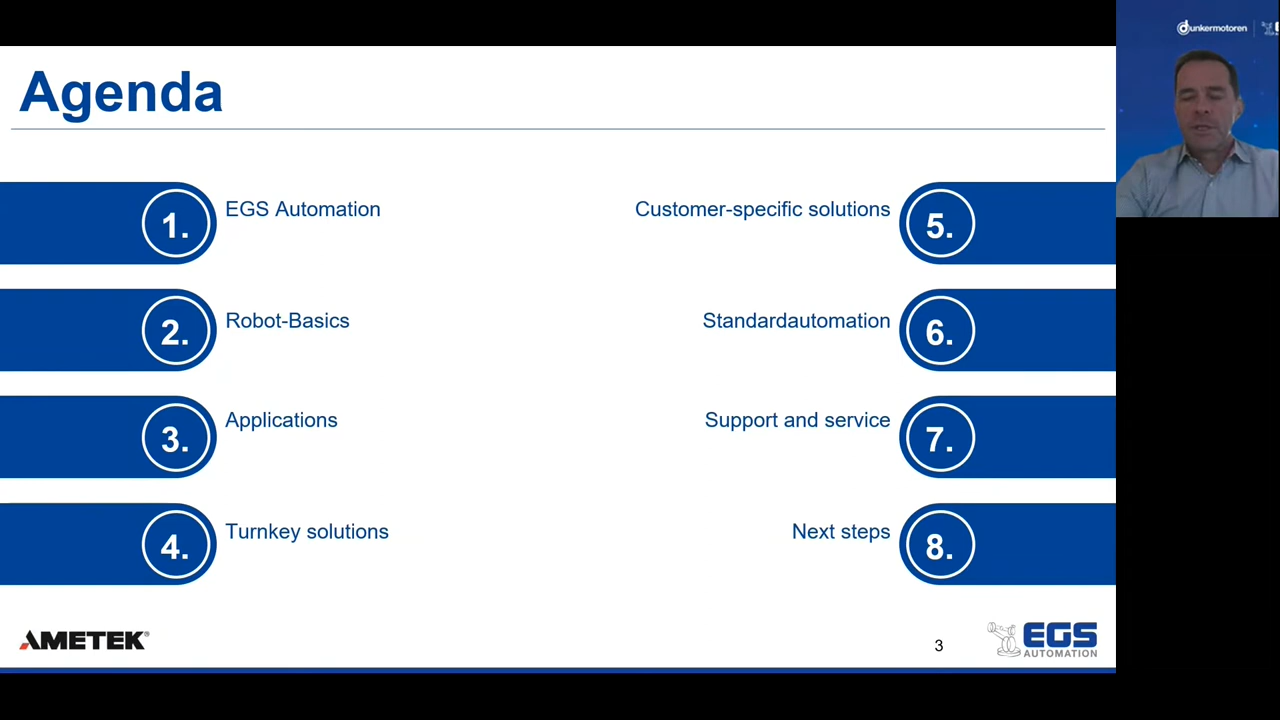 Agenda
1.
EGS Automation
2.
Robot-Basics
3.
Applications
4.
Turnkey solutions
Customer-specific solutions
5.
Standardautomation
6.
Support and service
7.
Next steps
8.
AMETEK®
3
EGS
AUTOMATION
dunkermotoren